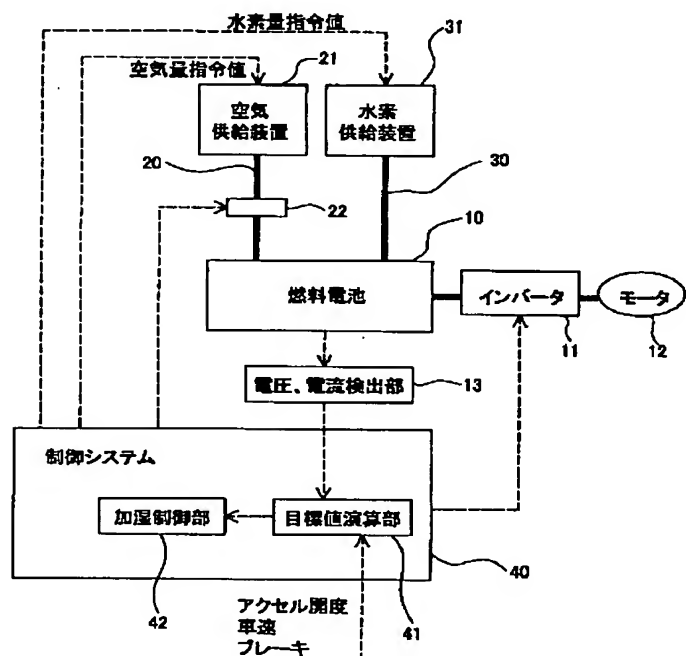 水素量指令値
空気量指令値
21
31
空気
供給装置
水素
供給装置
20
30
22
10
燃料電池
インバータ
モータ
11
12
電圧、電流検出部
13
制御システム
加湿制御部
目標値演算部
42
41
40
アクセル開度
車速
ブレーキ